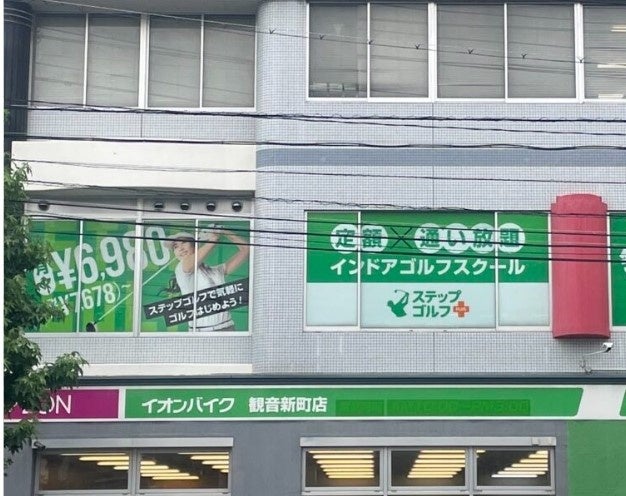 ¥6,980
¥7,678)~
ステップゴルフで気軽に
ゴルフはじめよう!
定額×通い放題
インドアゴルフスクール
ステップ
ゴルフ
イオンバイク 観音新町店